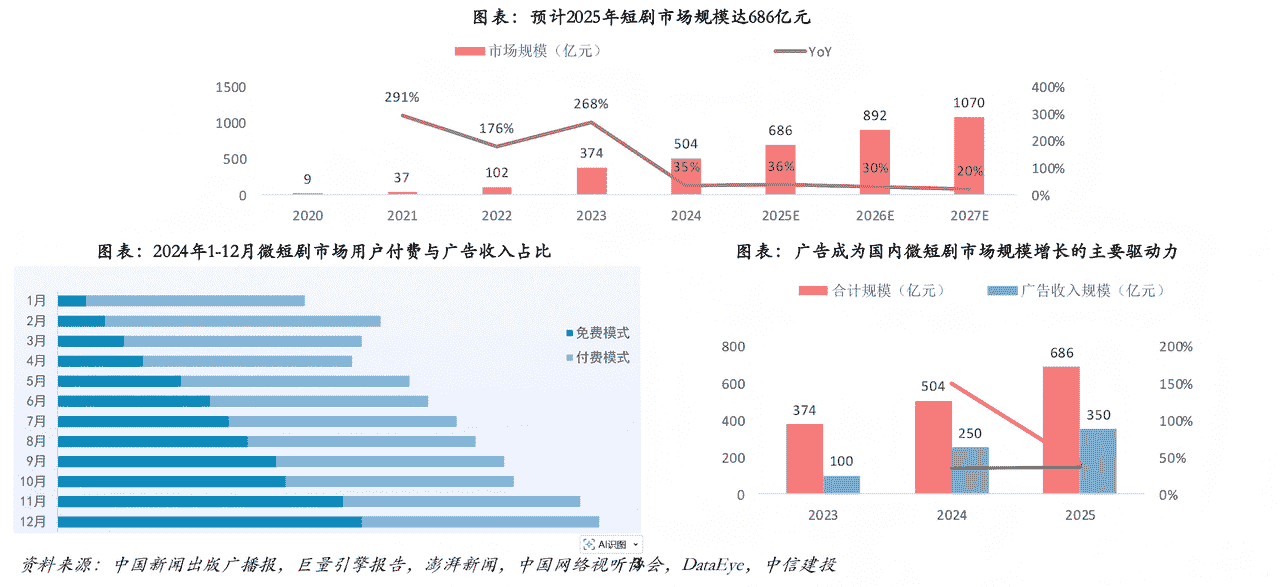 图表：预计2025年短剧市场规模达686亿元
市场规模（亿元） YoY
1500 400%
1000 300%
500 200%
0 100%
0%
291% 176% 268% 35% 36% 30% 20%
9 37 102 374 504 686 892 1070
2020 2021 2022 2023 2024 2025E 2026E 2027E
图表：2024年1-12月微短剧市场用户付费与广告收入占比
1月
2月
3月
4月
5月
6月
7月
8月
9月
10月
11月
12月
免费模式
付费模式
AI识图
图表：广告成为国内微短剧市场规模增长的主要驱动力
合计规模（亿元） 广告收入规模（亿元）
800 200%
600 150%
400 100%
200 50%
0 0%
374 100 504 250 686 350
2023 2024 2025
资料来源：中国新闻出版广播报，巨量引擎报告，澎湃新闻，中国网络视听协会，DataEye，中信建投